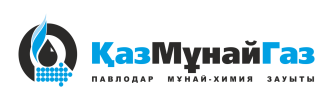 ҚазМұнайГаз
ПАВЛОДАР МҰНАЙ-ХИМИЯ ЗАУЫТЫ